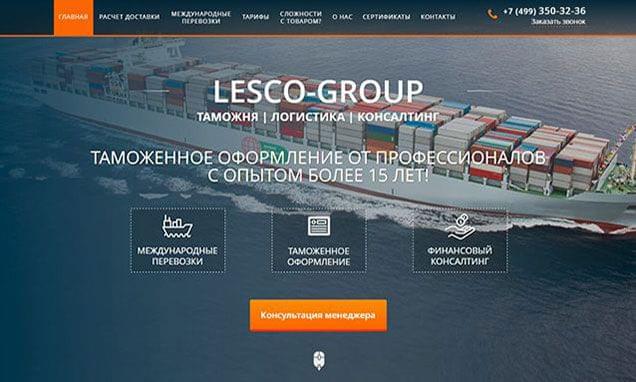 ГЛАВНАЯ
РАСЧЕТ ДОСТАВКИ
МЕЖДУНАРОДНЫЕ
ПЕРЕВОЗКИ
ТАРИФЫ
СЛОЖНОСТИ
С ТОВАРОМ?
О НАС
СЕРТИФИКАТЫ
КОНТАКТЫ
+7 (499) 350-32-36
Заказать звонок
LESCO-GROUP
ТАМОЖНЯ | ЛОГИСТИКА | КОНСАЛТИНГ
ТАМОЖЕННОЕ ОФОРМЛЕНИЕ ОТ ПРОФЕССИОНАЛОВ
С ОПЫТОМ БОЛЕЕ 15 ЛЕТ!
МЕЖДУНАРОДНЫЕ
ПЕРЕВОЗКИ
ТАМОЖЕННОЕ
ОФОРМЛЕНИЕ
ФИНАНСОВЫЙ
КОНСАЛТИНГ
Консультация менеджера